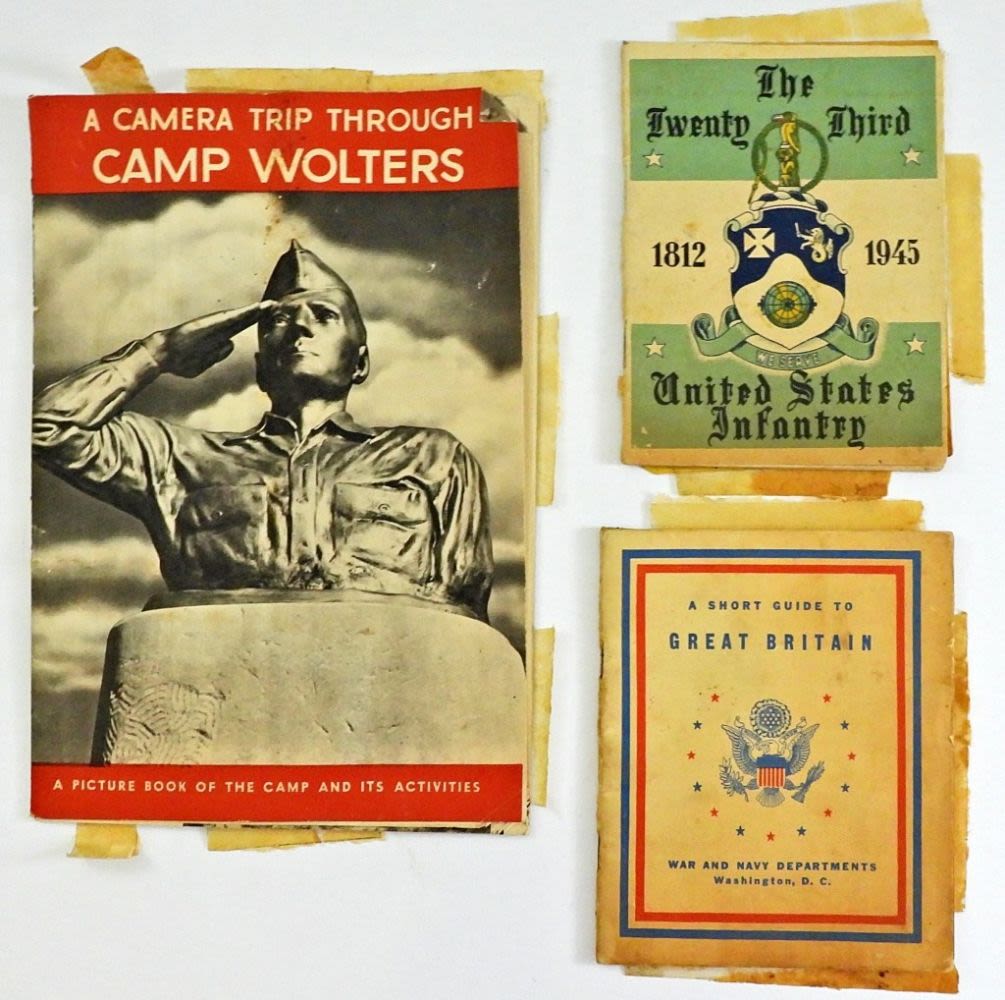 A CAMERA TRIP THROUGH
CAMP WOLTERS
A PICTURE BOOK OF THE CAMP AND ITS ACTIVITIES
The
Twenty Third
1812 1945
WE SERVE
United States
Infantry
A SHORT GUIDE TO
GREAT BRITAIN
WAR AND NAVY DEPARTMENTS
Washington, D. C.